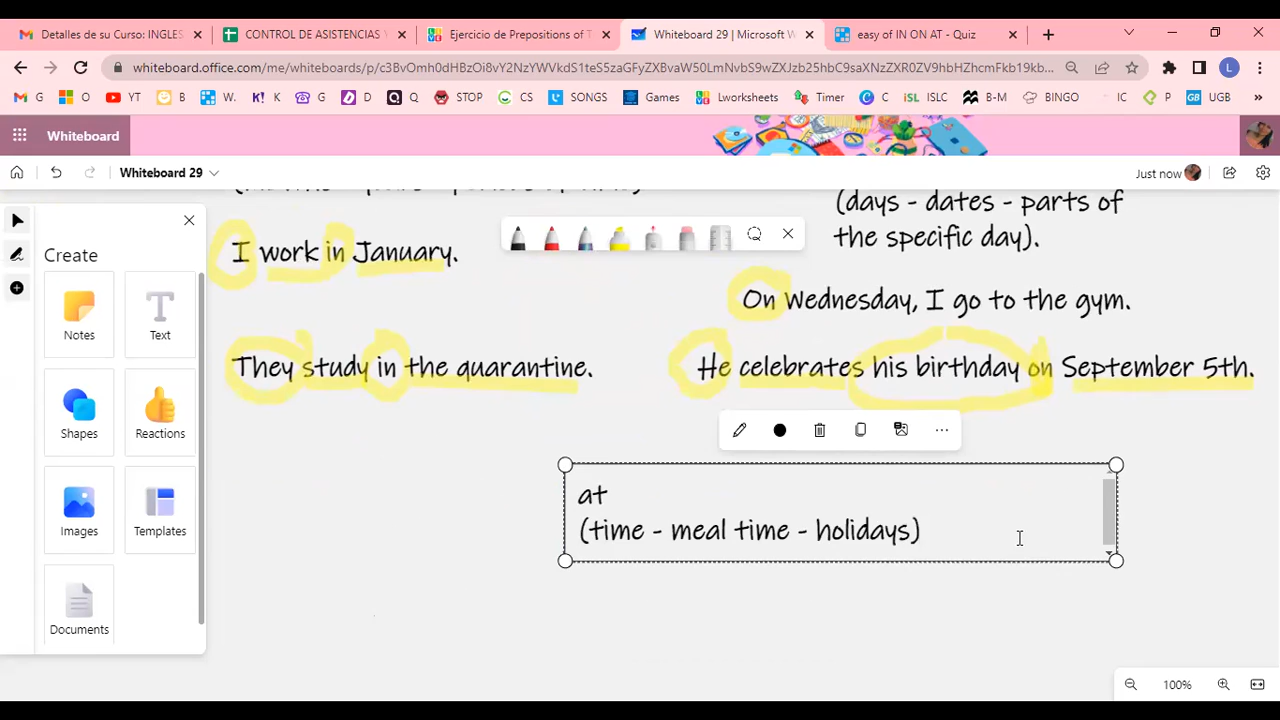 Detalles de su Curso: INGLES
CONTROL DE ASISTENCIAS Y
Ejercicio de Prepositions of T
Whiteboard 29 | Microsoft W
easy of IN ON AT - Quiz
whiteboard.office.com/me/whiteboards/p/c3BvOm0hdHBzOi8vY2NzYWVkdS1teS5zaGFyZXBvaW50LmNvbS9wZXJzb25hbC9saXNzZXR0ZV9hbHZhcmFkb19kb...
G O YT B W. K! K G D Q STOP CS SONGS Games Lworksheets Timer C ISLC B-M BINGO IC P UGB
Whiteboard
Whiteboard 29
Just now
(days - dates - parts of
the specific day).
Create
Notes
Text
Shapes
Reactions
Images
Templates
Documents
I work in January.
On Wednesday, I go to the gym.
They study in the quarantine.
He celebrates his birthday on September 5th.
at
(time - meal time - holidays)
100%